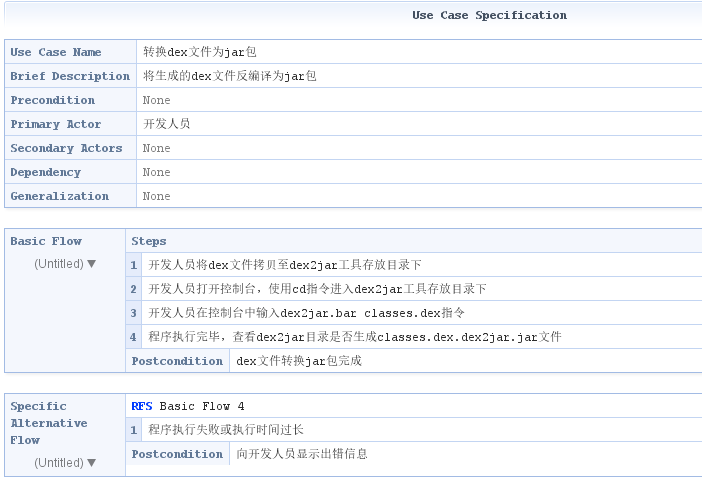 Use Case Specification
Use Case Name 转换dex文件为jar包
Brief Description 将生成的dex文件反编译为jar包
Precondition None
Primary Actor 开发人员
Secondary Actors None
Dependency None
Generalization None
Basic Flow Steps
(Untitled) ▼
1 开发人员将dex文件拷贝至dex2jar工具存放目录下
2 开发人员打开控制台，使用cd指令进入dex2jar工具存放目录下
3 开发人员在控制台中输入dex2jar.bar classes.dex指令
4 程序执行完毕，查看dex2jar目录是否生成classes.dex.dex2jar.jar文件
Postcondition dex文件转换jar包完成
Specific Alternative Flow
(Untitled) ▼
RFS Basic Flow 4
1 程序执行失败或执行时间过长
Postcondition 向开发人员显示出错信息